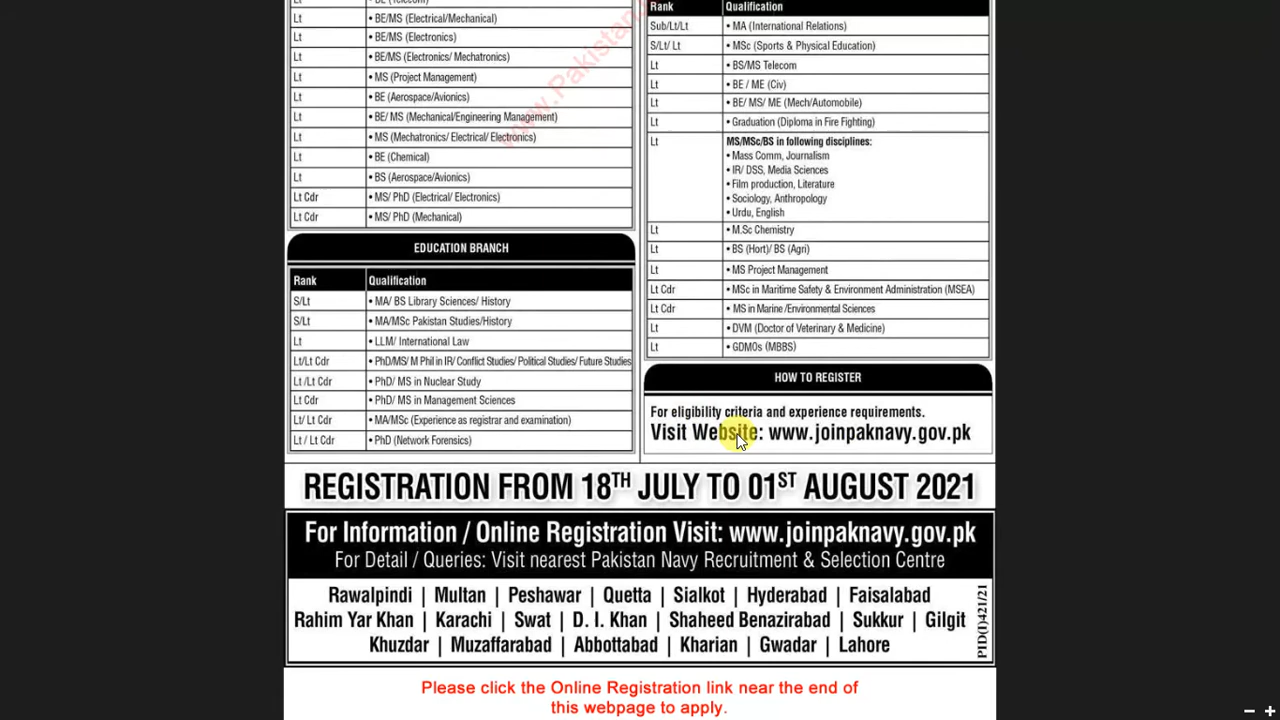 Lt • BE/MS (Electrical/Mechanical)
Lt • BE/MS (Electronics)
Lt • BE/MS (Electronics/ Mechatronics)
Lt • MS (Project Management)
Lt • BE (Aerospace/Avionics)
Lt • BE/ MS (Mechanical/Engineering Management)
Lt • MS (Mechatronics/ Electrical/ Electronics)
Lt • BE (Chemical)
Lt • BS (Aerospace/Avionics)
Lt Cdr • MS/ PhD (Electrical/ Electronics)
Lt Cdr • MS/ PhD (Mechanical)
EDUCATION BRANCH
Rank Qualification
S/Lt • MA/ BS Library Sciences/ History
S/Lt • MA/MSc Pakistan Studies/History
Lt • LLM/ International Law
Lt/Lt Cdr • PhD/MS/ M Phil in IR/ Conflict Studies/ Political Studies/ Future Studies
Lt /Lt Cdr • PhD/ MS in Nuclear Study
Lt Cdr • PhD/ MS in Management Sciences
Lt/ Lt Cdr • MA/MSc (Experience as registrar and examination)
Lt / Lt Cdr • PhD (Network Forensics)
www.Pakistan
Rank Qualification
Sub/Lt/Lt • MA (International Relations)
S/Lt/ Lt • MSc (Sports & Physical Education)
Lt • BS/MS Telecom
Lt • BE / ME (Civ)
Lt • BE/ MS/ ME (Mech/Automobile)
Lt • Graduation (Diploma in Fire Fighting)
Lt MS/MSc/BS in following disciplines:
• Mass Comm, Journalism
• IR/ DSS, Media Sciences
• Film production, Literature
• Sociology, Anthropology
• Urdu, English
Lt • M.Sc Chemistry
Lt • BS (Hort)/ BS (Agri)
Lt • MS Project Management
Lt Cdr • MSc in Maritime Safety & Environment Administration (MSEA)
Lt Cdr • MS in Marine /Environmental Sciences
Lt • DVM (Doctor of Veterinary & Medicine)
Lt • GDMOs (MBBS)
HOW TO REGISTER
For eligibility criteria and experience requirements.
Visit Website: www.joinpaknavy.gov.pk
REGISTRATION FROM 18TH JULY TO 01ST AUGUST 2021
For Information / Online Registration Visit: www.joinpaknavy.gov.pk
For Detail / Queries: Visit nearest Pakistan Navy Recruitment & Selection Centre
Rawalpindi | Multan | Peshawar | Quetta | Sialkot | Hyderabad | Faisalabad
Rahim Yar Khan | Karachi | Swat | D. I. Khan | Shaheed Benazirabad | Sukkur | Gilgit
Khuzdar | Muzaffarabad | Abbottabad | Kharian | Gwadar | Lahore
PID(I)421/21
Please click the Online Registration link near the end of
this webpage to apply.